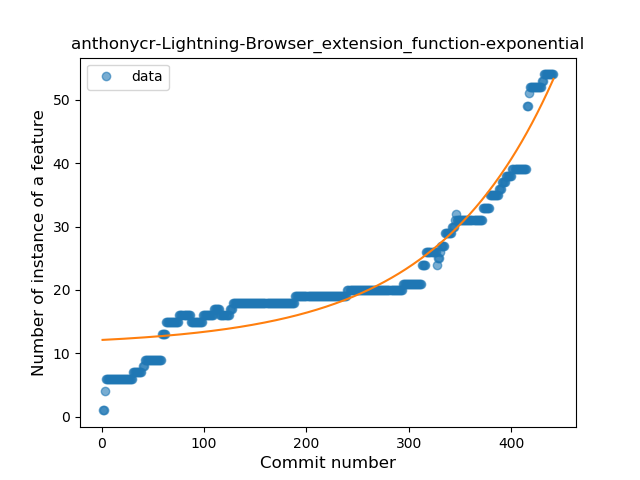 anthonycr-Lightning-Browser_extension_function-exponential
data
Number of instance of a feature
50
40
30
20
10
0
0 100 200 300 400
Commit number